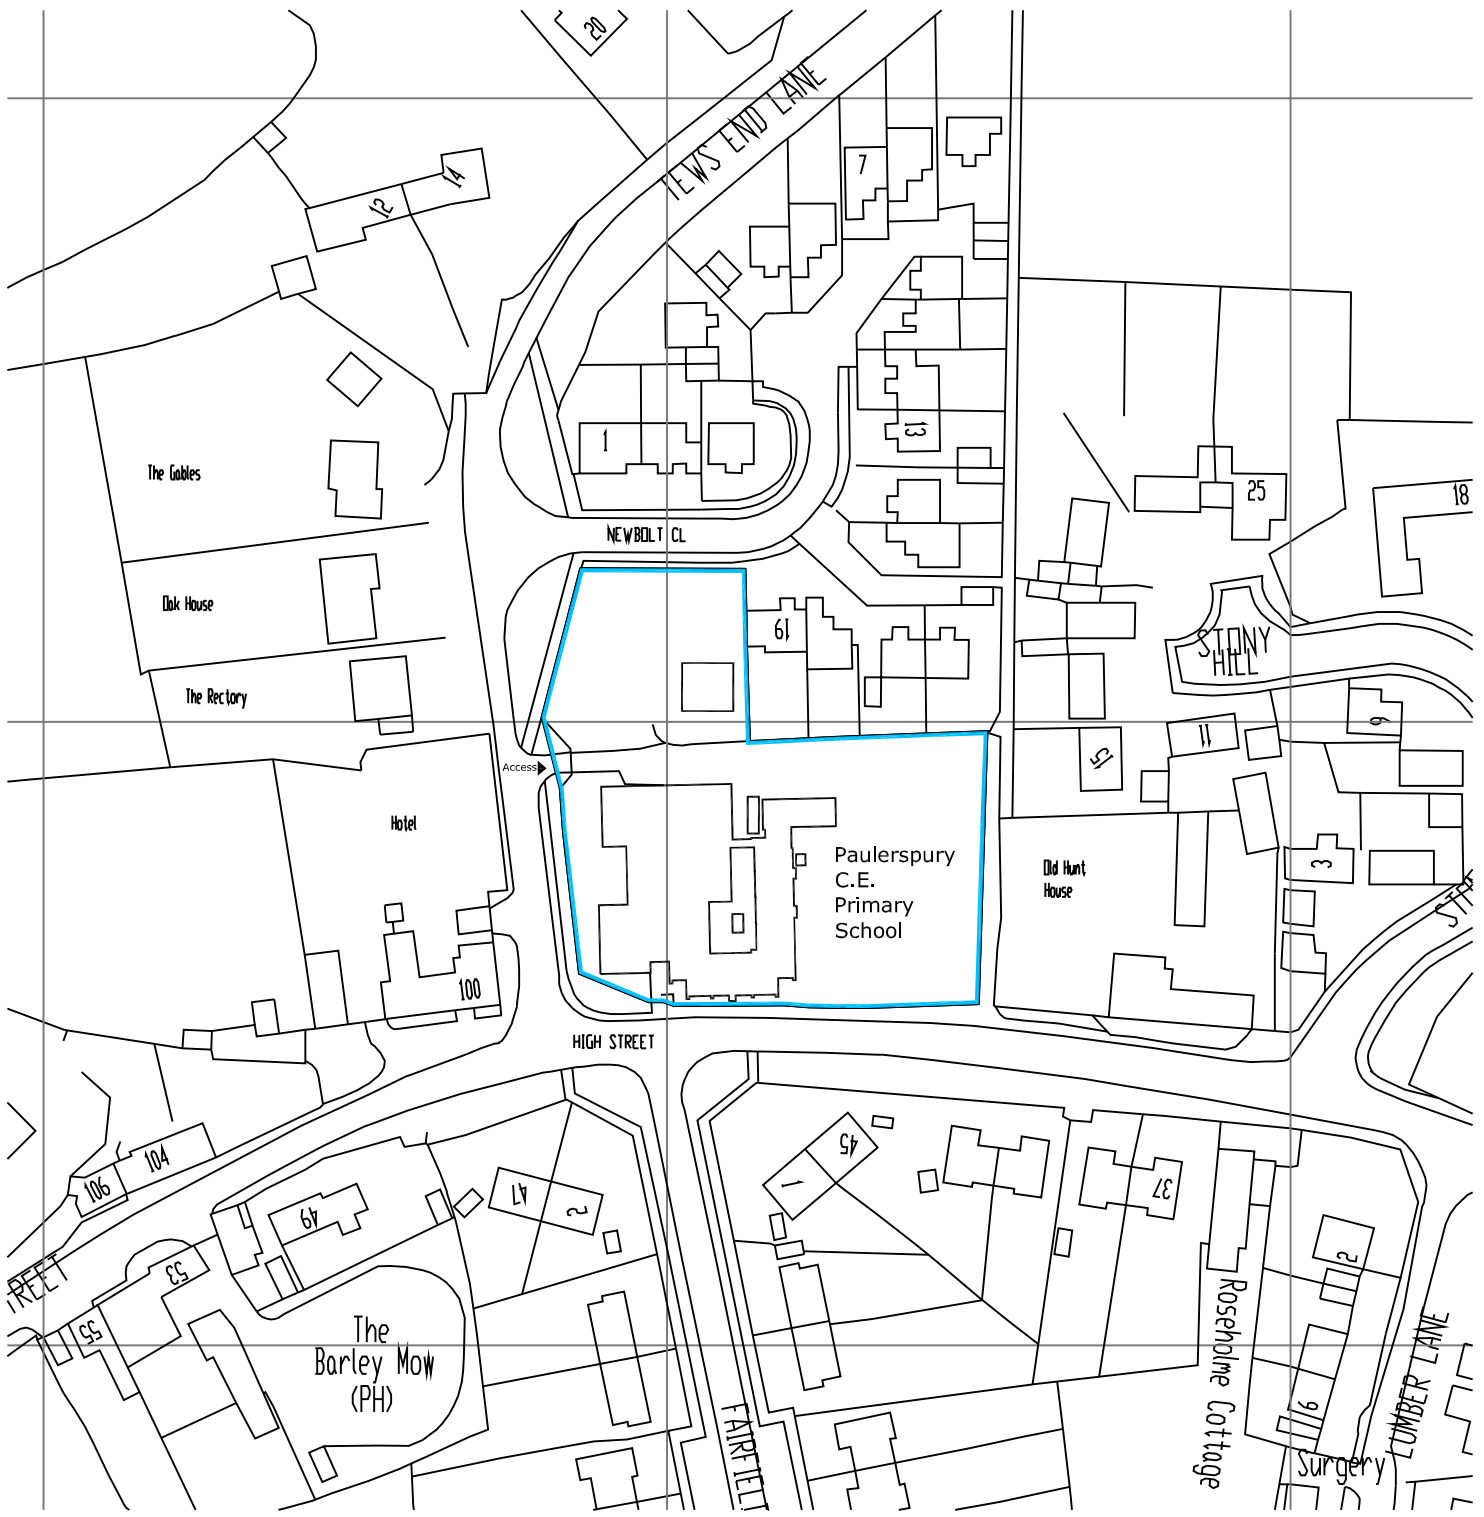 20
TEWS END LANE
7
14
12
1
13
The Gables
25
18
NEWBOLT CL
Oak House
19
STONY
HILL
The Rectory
9
11
15
Access
Hotel
Paulerspury
C.E.
Primary
School
Old Hunt
House
3
100
HIGH STREET
104
106
45
1
37
47
2
49
2
53
REET
55
The
Barley Mow
(PH)
Roseholme Cottage
LUMBER LANE
6
FAIRFIEL
Surgery